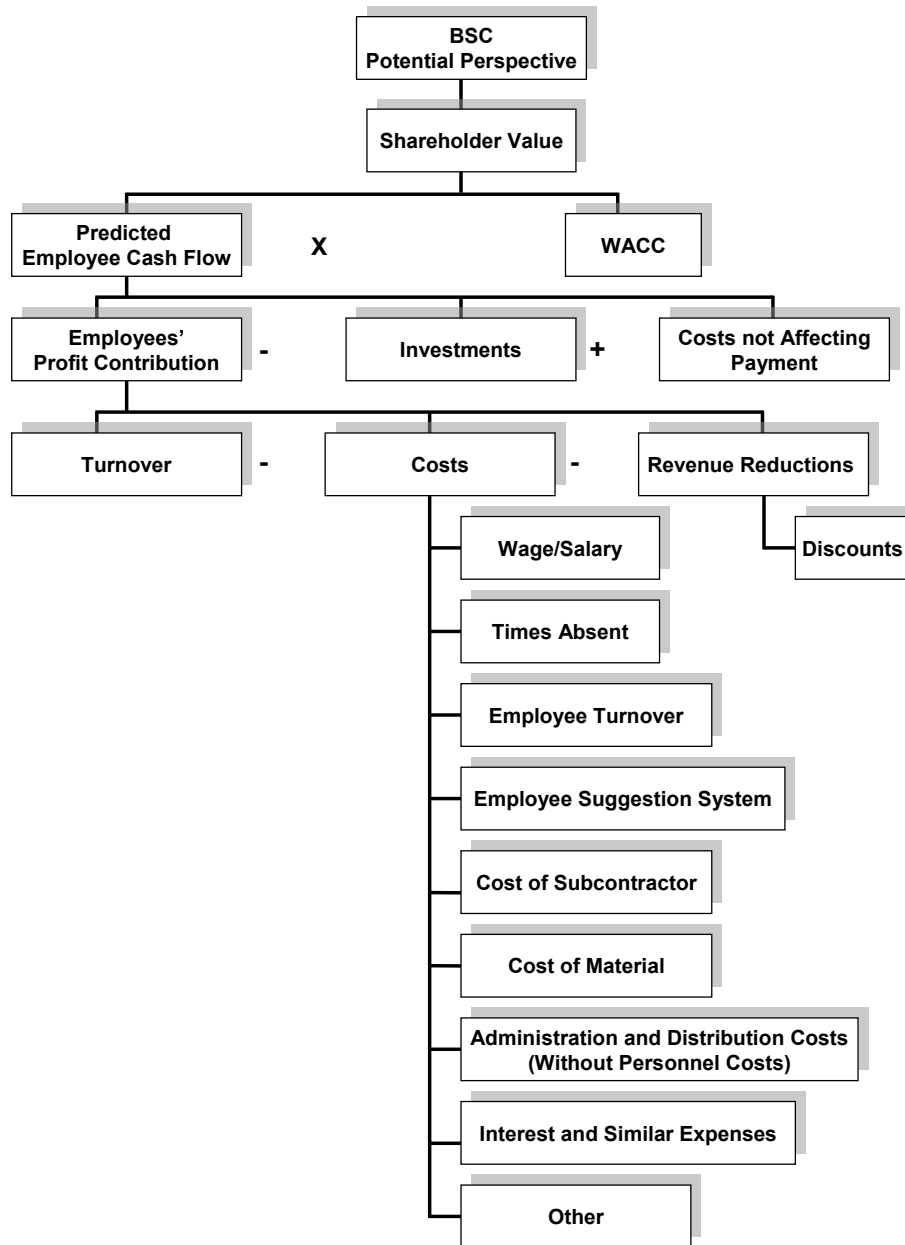 BSC
Potential Perspective
Shareholder Value
Predicted
Employee Cash Flow
X
WACC
Employees’
Profit Contribution
-
Investments
+
Costs not Affecting
Payment
Turnover
-
Costs
-
Revenue Reductions
Wage/Salary
Discounts
Times Absent
Employee Turnover
Employee Suggestion System
Cost of Subcontractor
Cost of Material
Administration and Distribution Costs
(Without Personnel Costs)
Interest and Similar Expenses
Other